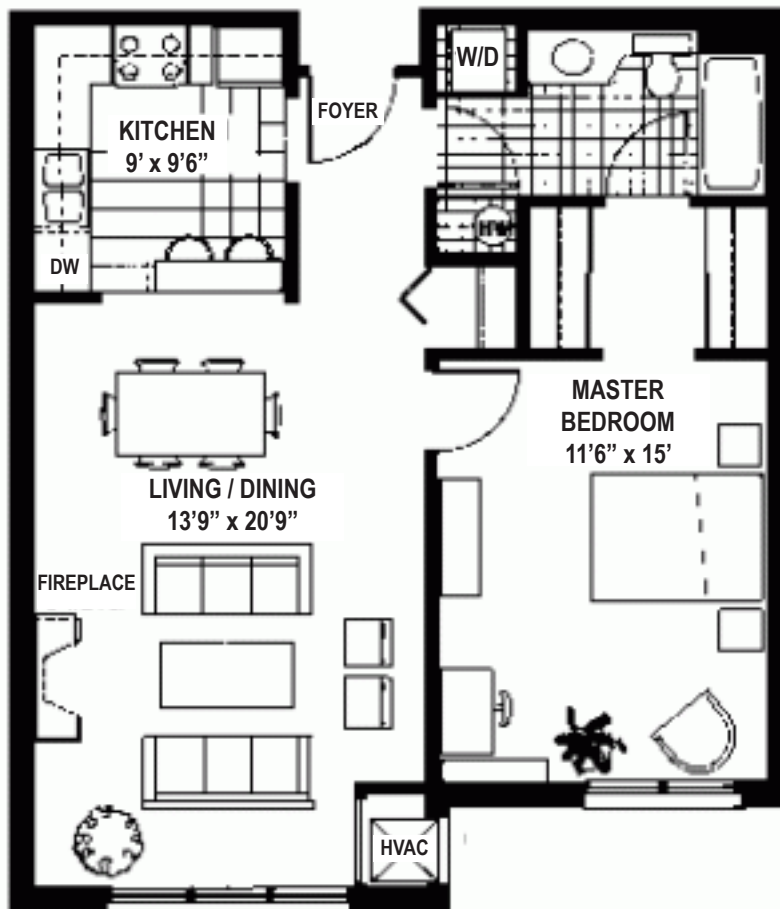 W/D
FOYER
KITCHEN
9' x 9'6”
HPW
DW
MASTER
BEDROOM
11'6” x 15'
LIVING / DINING
13'9” x 20'9”
FIREPLACE
HVAC